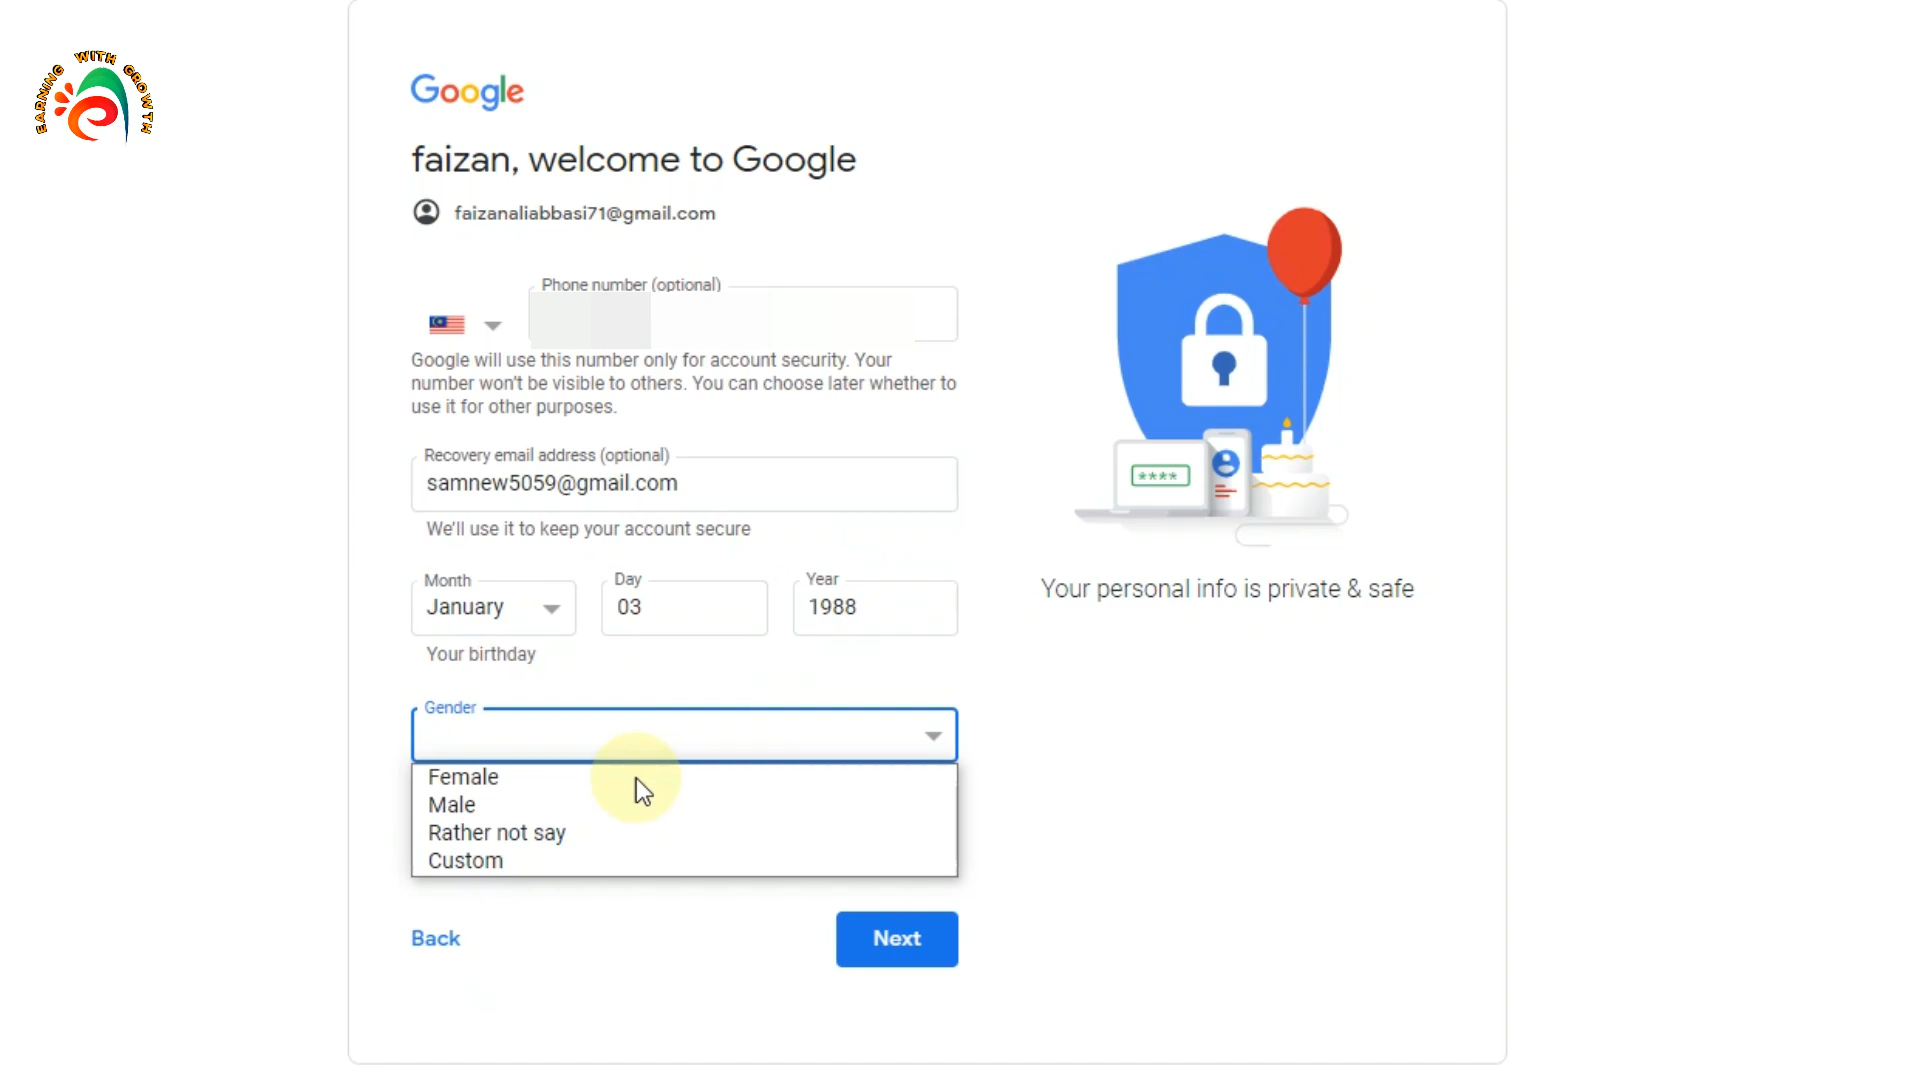 EARNING WITH GROWTH
Google
faizan, welcome to Google
faizanaliabbasi71@gmail.com
Phone number (optional)
Google will use this number only for account security. Your
number won't be visible to others. You can choose later whether to
use it for other purposes.
Recovery email address (optional)
samnew5059@gmail.com
We'll use it to keep your account secure
Month
Day
Year
January
03
1988
Your birthday
Your personal info is private & safe
Gender
Female
Male
Rather not say
Custom
Back
Next
****